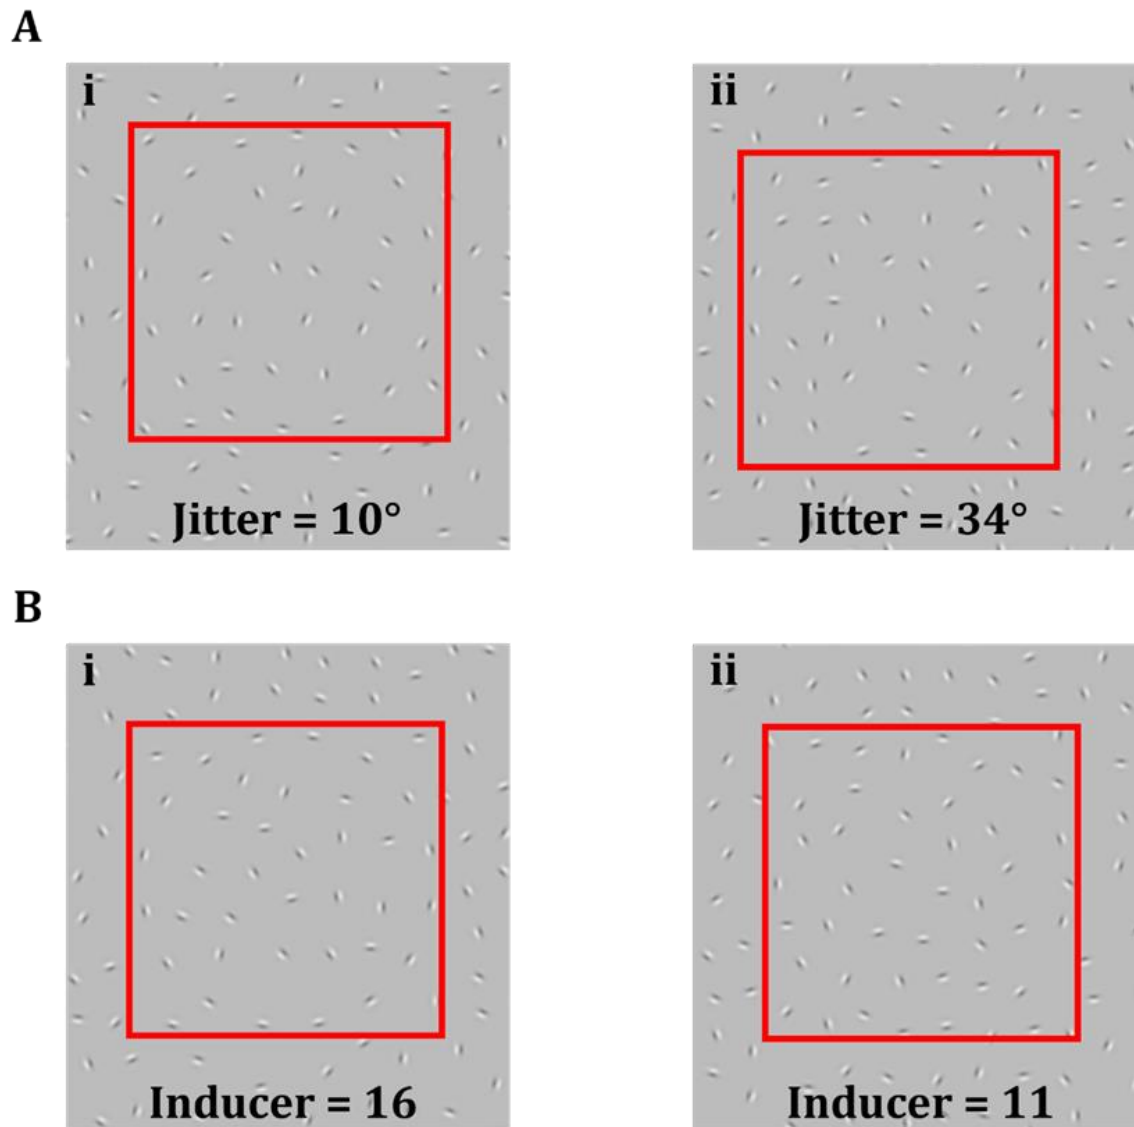 A
i
ii
Jitter = 10°
Jitter = 34°
B
i
ii
Inducer = 16
Inducer = 11